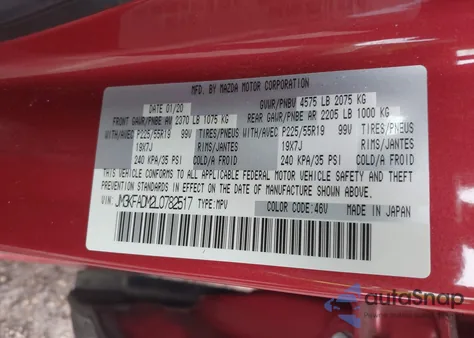 MFD. BY MAZDA MOTOR CORPORATION
DATE 01/20 GVWR/PNBV 4575 LB 2075 KG
FRONT GAWR/PNBE AV 2370 LB 1075 KG REAR GAWR/PNBE AR 2205 LB 1000 KG
WITH/AVEC P225/55R19 99V TIRES/PNEUS WITH/AVEC P225/55R19 99V TIRES/PNEUS
19X7J RIMS/JANTES 19X7J RIMS/JANTES
240 KPA/35 PSI COLD/A FROID 240 KPA/35 PSI COLD/A FROID
THIS VEHICLE CONFORMS TO ALL APPLICABLE FEDERAL MOTOR VEHICLE SAFETY AND THEFT
PREVENTION STANDARDS IN EFFECT ON THE DATE OF MANUFACTURE SHOWN ABOVE.
VIN: JM3KFADM2L0782517 TYPE: MPV COLOR CODE: 46V MADE IN JAPAN
autoSnap